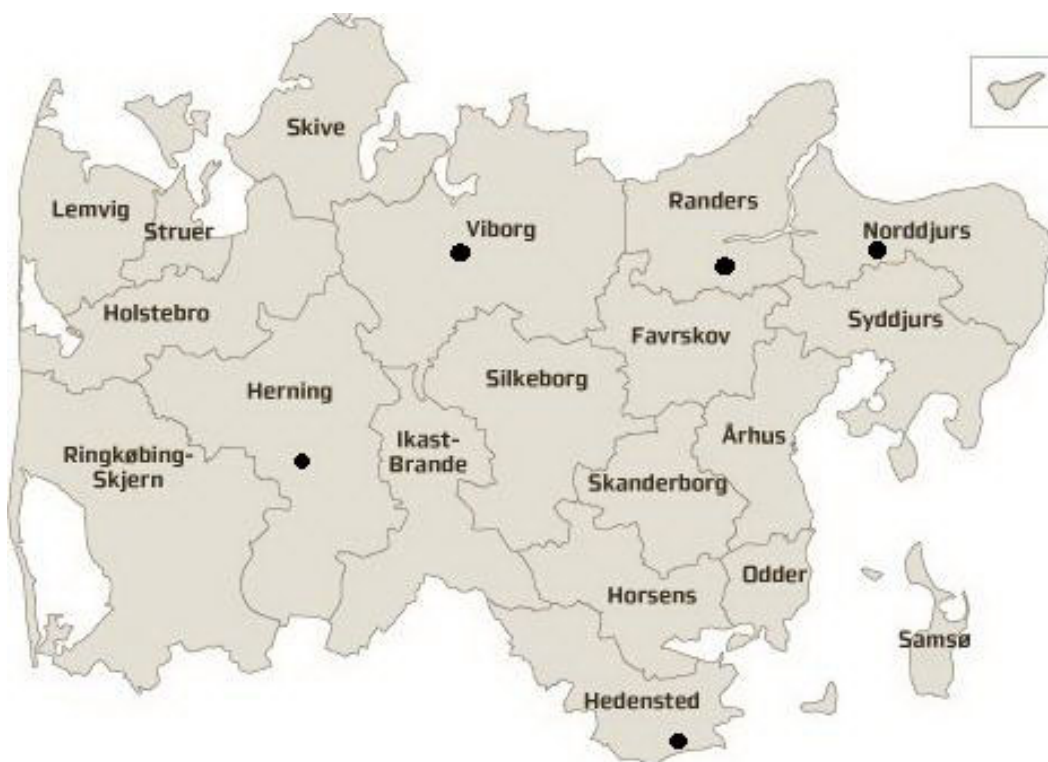 Skive
Randers
Lemvig
Struer
Viborg
Norddjurs
Holstebro
Favrskov
Syddjurs
Herning
Silkeborg
Ringkøbing-
Skjern
Ikast-
Brande
Århus
Skanderborg
Odder
Horsens
Samsø
Hedensted